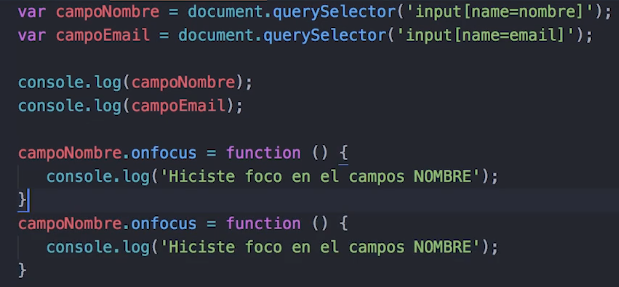 var campoNombre = document.querySelector('input[name=nombre]');
var campoEmail = document.querySelector('input[name=email]');
console.log(campoNombre);
console.log(campoEmail);
campoNombre.onfocus = function () {
console.log('Hiciste foco en el campos NOMBRE');
}
campoNombre.onfocus = function () {
console.log('Hiciste foco en el campos NOMBRE');
}